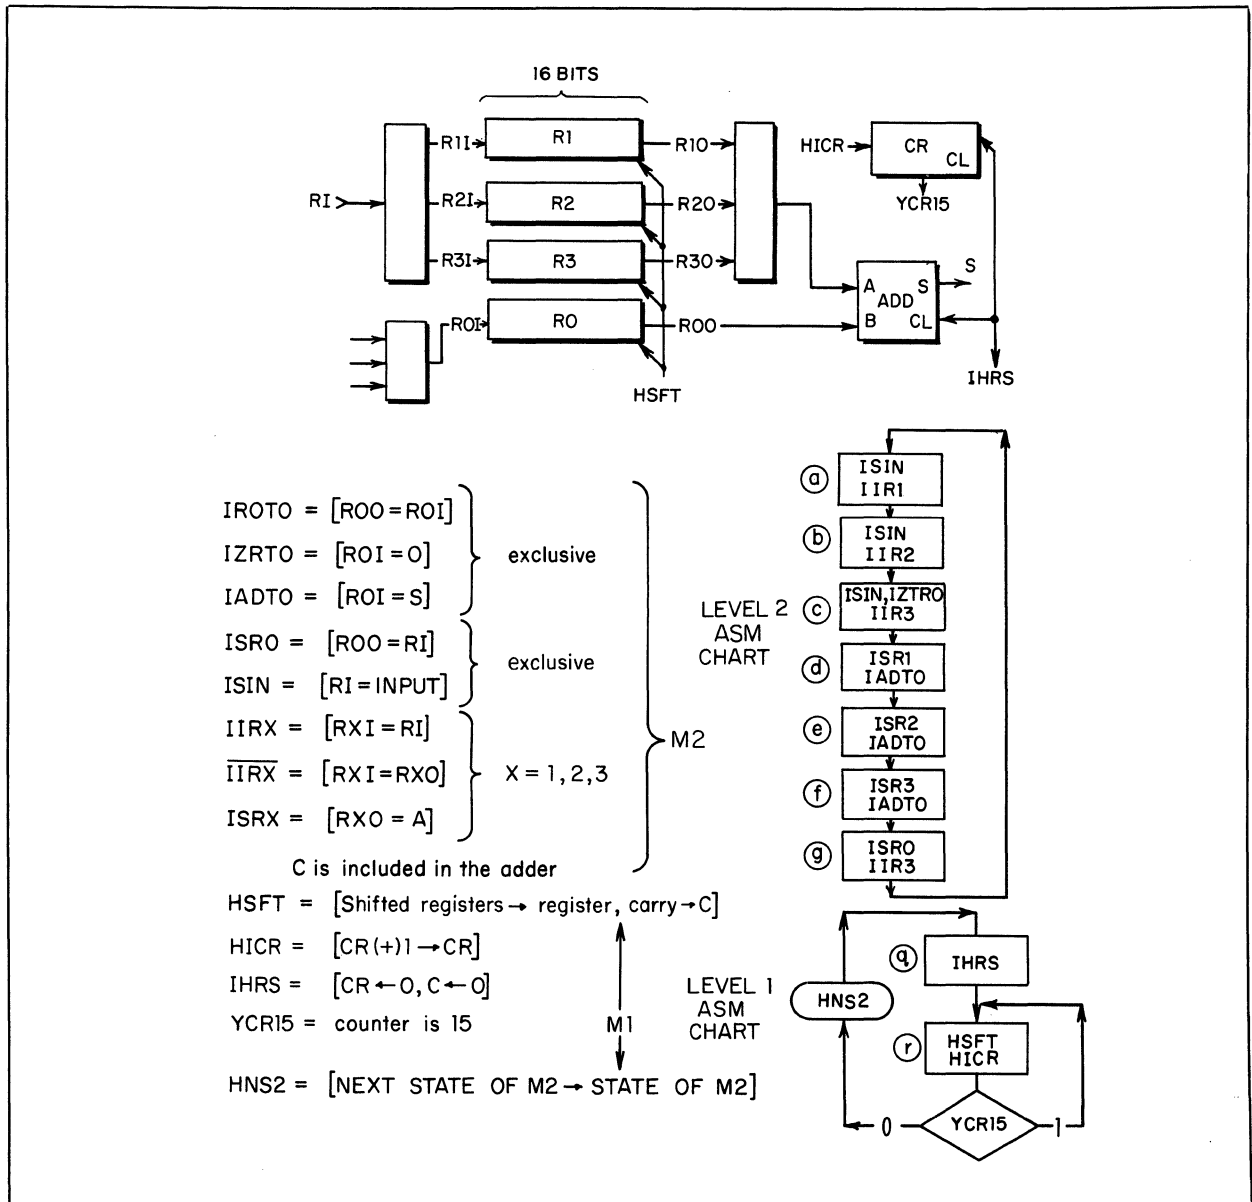 16 BITS
R1I
R1
R1O
HICR
CR
CL
YCR15
RI
R2I
R2
R2O
R3I
R3
R3O
A
S
ADD
B
CL
S
ROI
RO
ROO
HSFT
IHRS
IROTO = [ROO = ROI]
IZRTO = [ROI = O]
IADTO = [ROI = S]
exclusive
ISRO = [ROO = RI]
ISIN = [RI = INPUT]
exclusive
IIRX = [RXI = RI]
IIRX = [RXI = RXO]
ISRX = [RXO = A]
X = 1, 2, 3
M2
C is included in the adder
HSFT = [Shifted registers → register, carry → C]
HICR = [CR (+) 1 → CR]
IHRS = [CR ← O, C ← O]
YCR15 = counter is 15
M1
HNS2 = [NEXT STATE OF M2 → STATE OF M2]
LEVEL 2
ASM
CHART
a
ISIN
IIR1
b
ISIN
IIR2
c
ISIN, IZTRO
IIR3
d
ISR1
IADTO
e
ISR2
IADTO
f
ISR3
IADTO
g
ISRO
IIR3
LEVEL 1
ASM
CHART
HNS2
q
IHRS
r
HSFT
HICR
0
YCR15
1